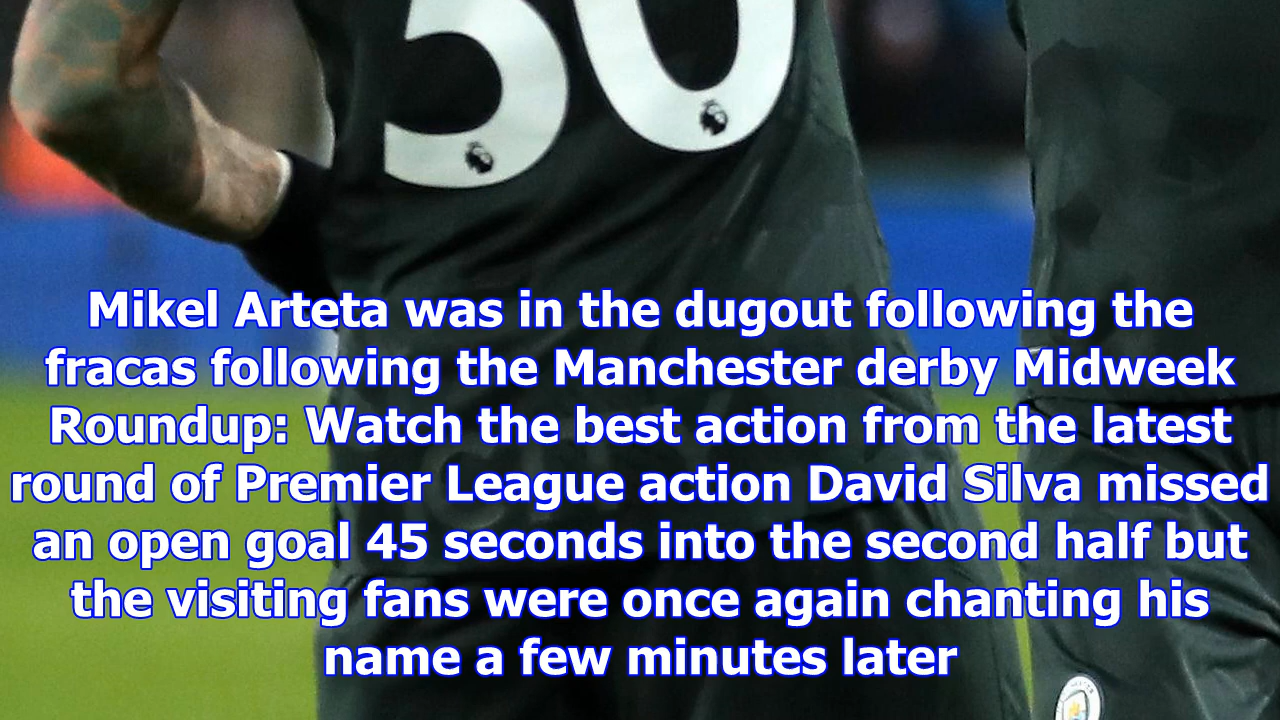 30
Mikel Arteta was in the dugout following the
fracas following the Manchester derby Midweek
Roundup: Watch the best action from the latest
round of Premier League action David Silva missed
an open goal 45 seconds into the second half but
the visiting fans were once again chanting his
name a few minutes later